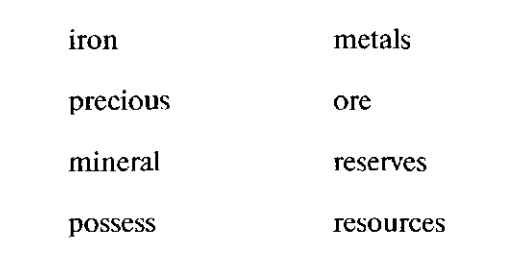 iron metals
precious ore
mineral reserves
possess resources